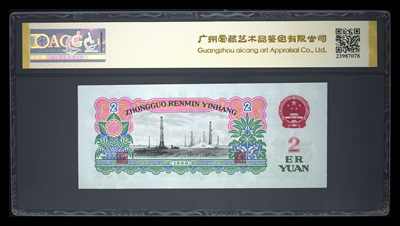 OAGC
广州爱藏艺术品鉴定有限公司
Guangzhou aicang art Appraisal Co., Ltd.
23987078
2
2
ZHONGGUO RENMIN YINHANG
1960
2
ER
YUAN